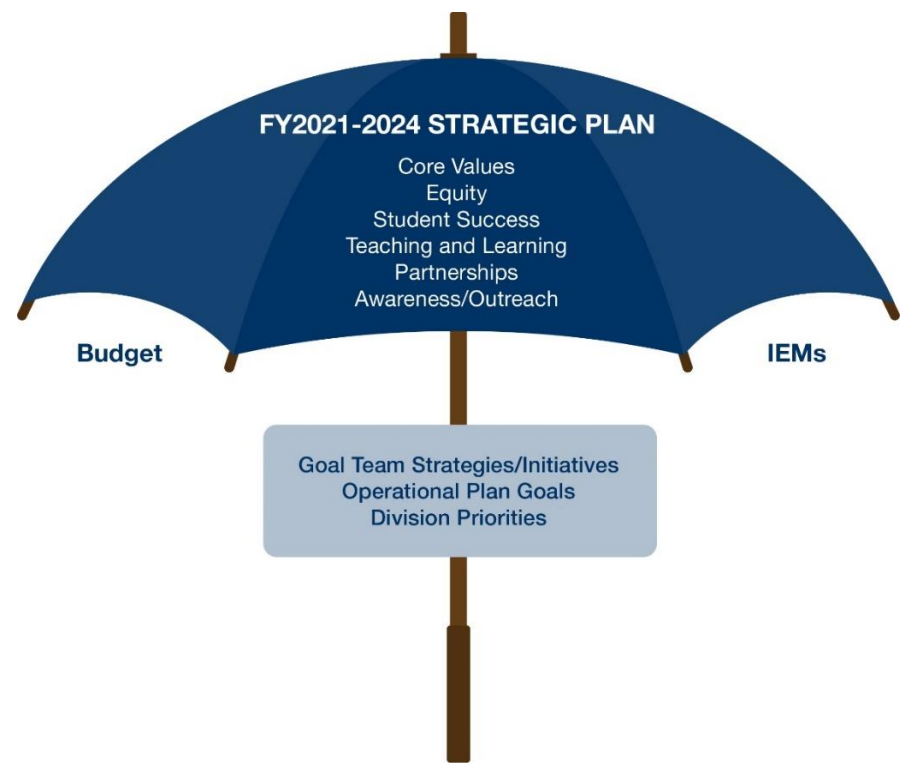 FY2021-2024 STRATEGIC PLAN
Core Values
Equity
Student Success
Teaching and Learning
Partnerships
Awareness/Outreach
Budget
IEMs
Goal Team Strategies/Initiatives
Operational Plan Goals
Division Priorities